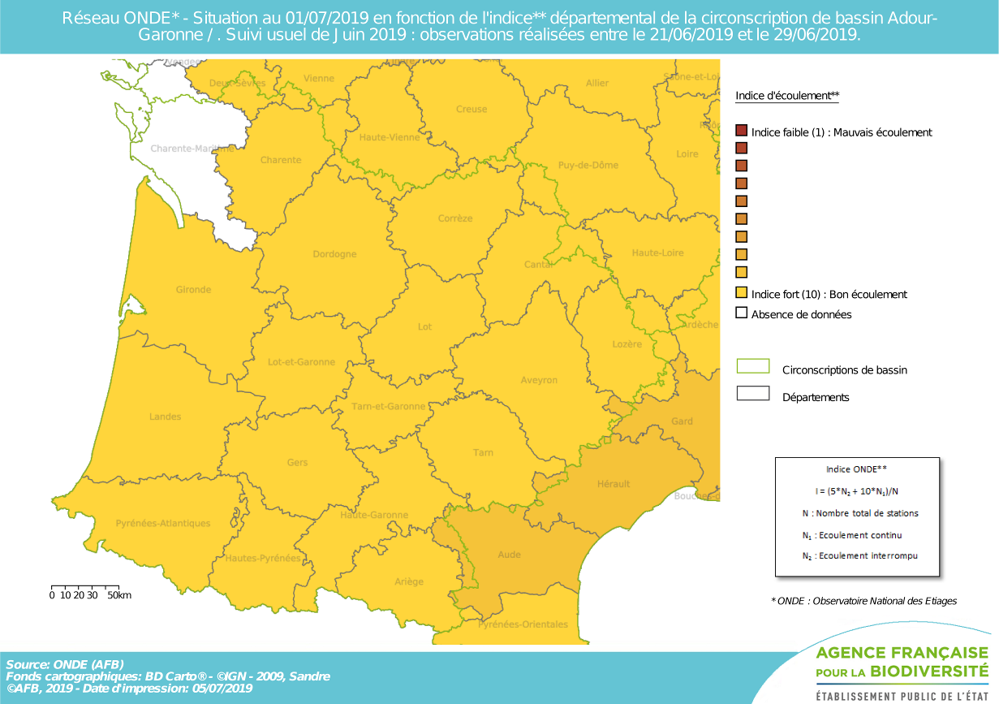 Réseau ONDE* - Situation au 01/07/2019 en fonction de l'indice** départemental de la circonscription de bassin Adour-
Garonne / . Suivi usuel de Juin 2019 : observations réalisées entre le 21/06/2019 et le 29/06/2019.
Vendée
Deux-Sèvres
Vienne
Allier
Saône-et-Loi
Creuse
Haute-Vienne
Charente-Maritime
Charente
Loire
Puy-de-Dôme
Corrèze
Dordogne
Cantal
Haute-Loire
Gironde
Ardèche
Lot
Lozère
Lot-et-Garonne
Aveyron
Tarn-et-Garonne
Landes
Gard
Tarn
Gers
Hérault
Bouches-d
Haute-Garonne
Pyrénées-Atlantiques
Aude
Hautes-Pyrénées
Ariège
Pyrénées-Orientales
0 10 20 30 50km
Indice d'écoulement**
Indice faible (1) : Mauvais écoulement
Indice fort (10) : Bon écoulement
Absence de données
Circonscriptions de bassin
Départements
Indice ONDE**
I = (5*N₂ + 10*N₁)/N
N : Nombre total de stations
N₁ : Ecoulement continu
N₂ : Ecoulement interrompu
* ONDE : Observatoire National des Etiages
Source: ONDE (AFB)
Fonds cartographiques: BD Carto® - ©IGN - 2009, Sandre
©AFB, 2019 - Date d'impression: 05/07/2019
AGENCE FRANÇAISE
POUR LA BIODIVERSITÉ
ÉTABLISSEMENT PUBLIC DE L'ÉTAT